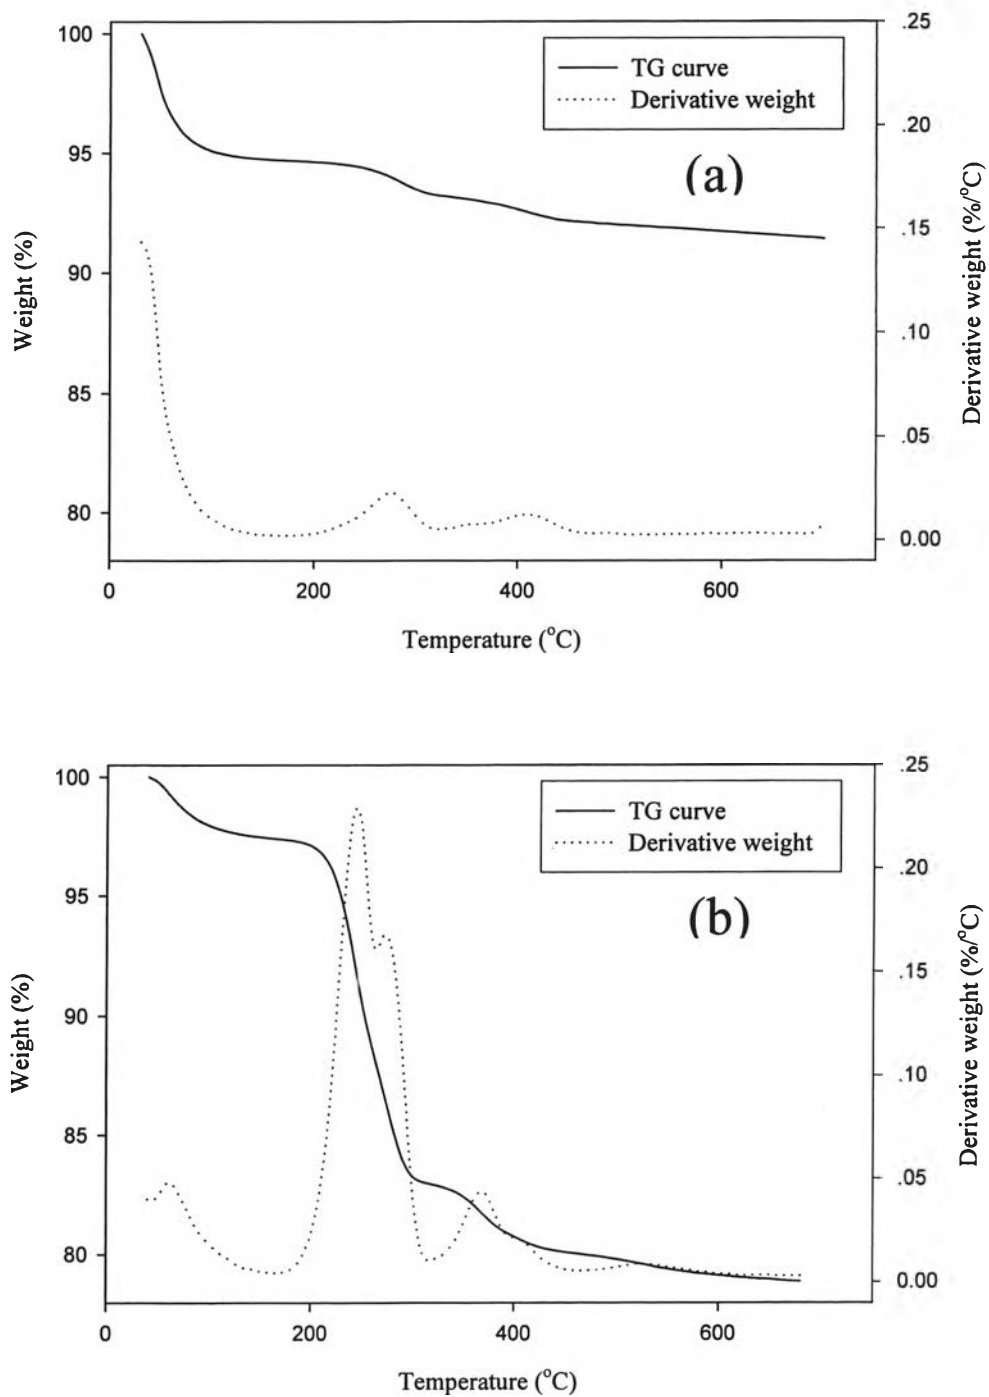 100
95
90
85
80
Weight (%)
TG curve
Derivative weight
(a)
.25
.20
.15
.10
.05
0.00
Derivative weight (%/°C)
0 200 400 600
Temperature (°C)
100
95
90
85
80
Weight (%)
TG curve
Derivative weight
(b)
0.25
.20
.15
.10
.05
0.00
Derivative weight (%/°C)
0 200 400 600
Temperature (°C)